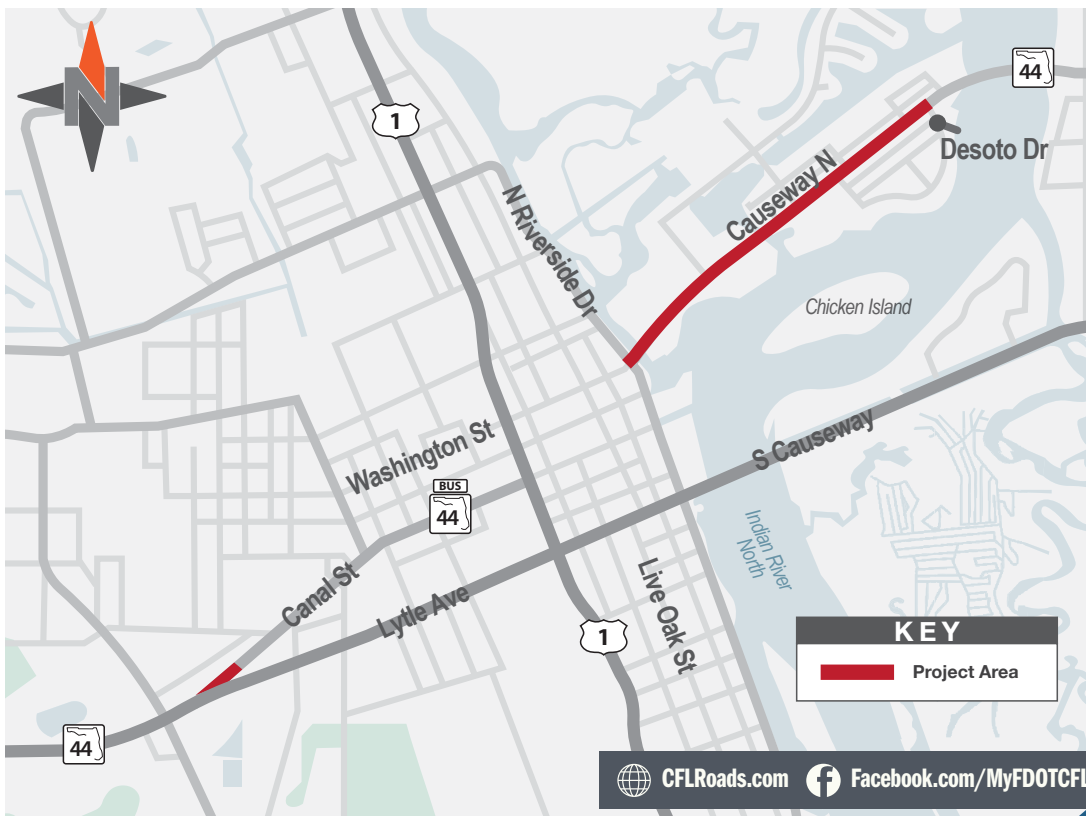 N
1
44
Desoto Dr
Causeway N
N Riverside Dr
Chicken Island
S Causeway
Washington St
BUS
44
Indian River
North
Canal St
Lytle Ave
Live Oak St
1
KEY
Project Area
44
CFLRoads.com
Facebook.com/MyFDOTCFL